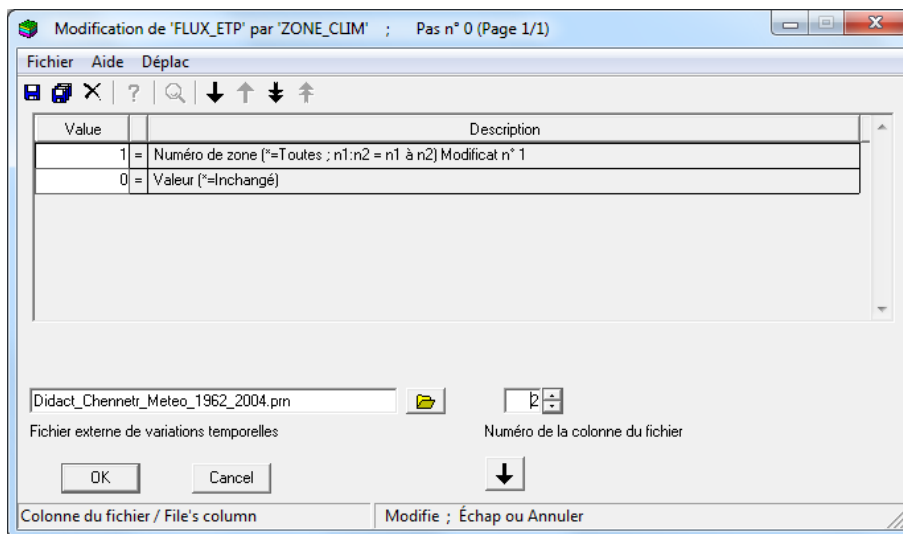 Modification de 'FLUX_ETP' par 'ZONE_CLIM' ; Pas n° 0 (Page 1/1)
Fichier Aide Déplac
Value Description
1 = Numéro de zone (*=Toutes ; n1:n2 = n1 à n2) Modificat n° 1
0 = Valeur (*=Inchangé)
Didact_Chennetr_Meteo_1962_2004.prn 2
Fichier externe de variations temporelles Numéro de la colonne du fichier
OK Cancel
Colonne du fichier / File's column Modifie ; Échap ou Annuler